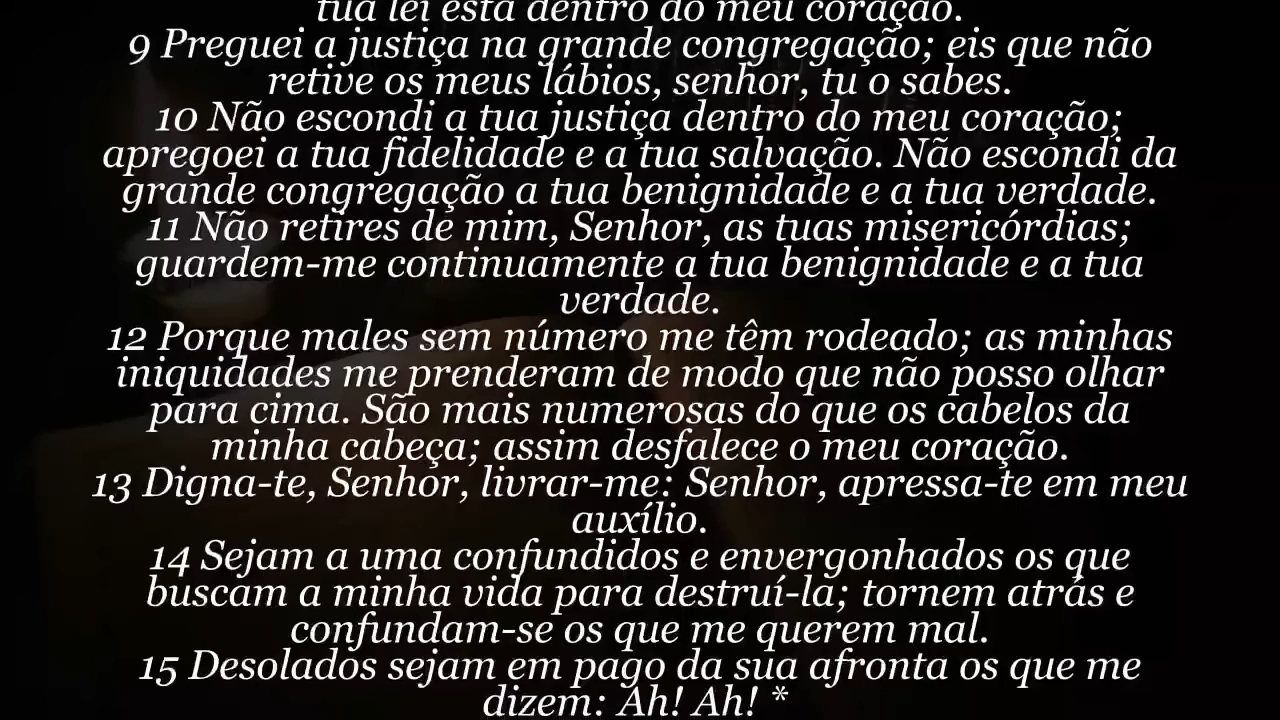 tua lei está dentro do meu coração.
9 Preguei a justiça na grande congregação; eis que não
retive os meus lábios, senhor, tu o sabes.
10 Não escondi a tua justiça dentro do meu coração;
apregoei a tua fidelidade e a tua salvação. Não escondi da
grande congregação a tua benignidade e a tua verdade.
11 Não retires de mim, Senhor, as tuas misericórdias;
guardem-me continuamente a tua benignidade e a tua
verdade.
12 Porque males sem número me têm rodeado; as minhas
iniquidades me prenderam de modo que não posso olhar
para cima. São mais numerosas do que os cabelos da
minha cabeça; assim desfalece o meu coração.
13 Digna-te, Senhor, livrar-me: Senhor, apressa-te em meu
auxílio.
14 Sejam a uma confundidos e envergonhados os que
buscam a minha vida para destruí-la; tornem atrás e
confundam-se os que me querem mal.
15 Desolados sejam em pago da sua afronta os que me
dizem: Ah! Ah! *